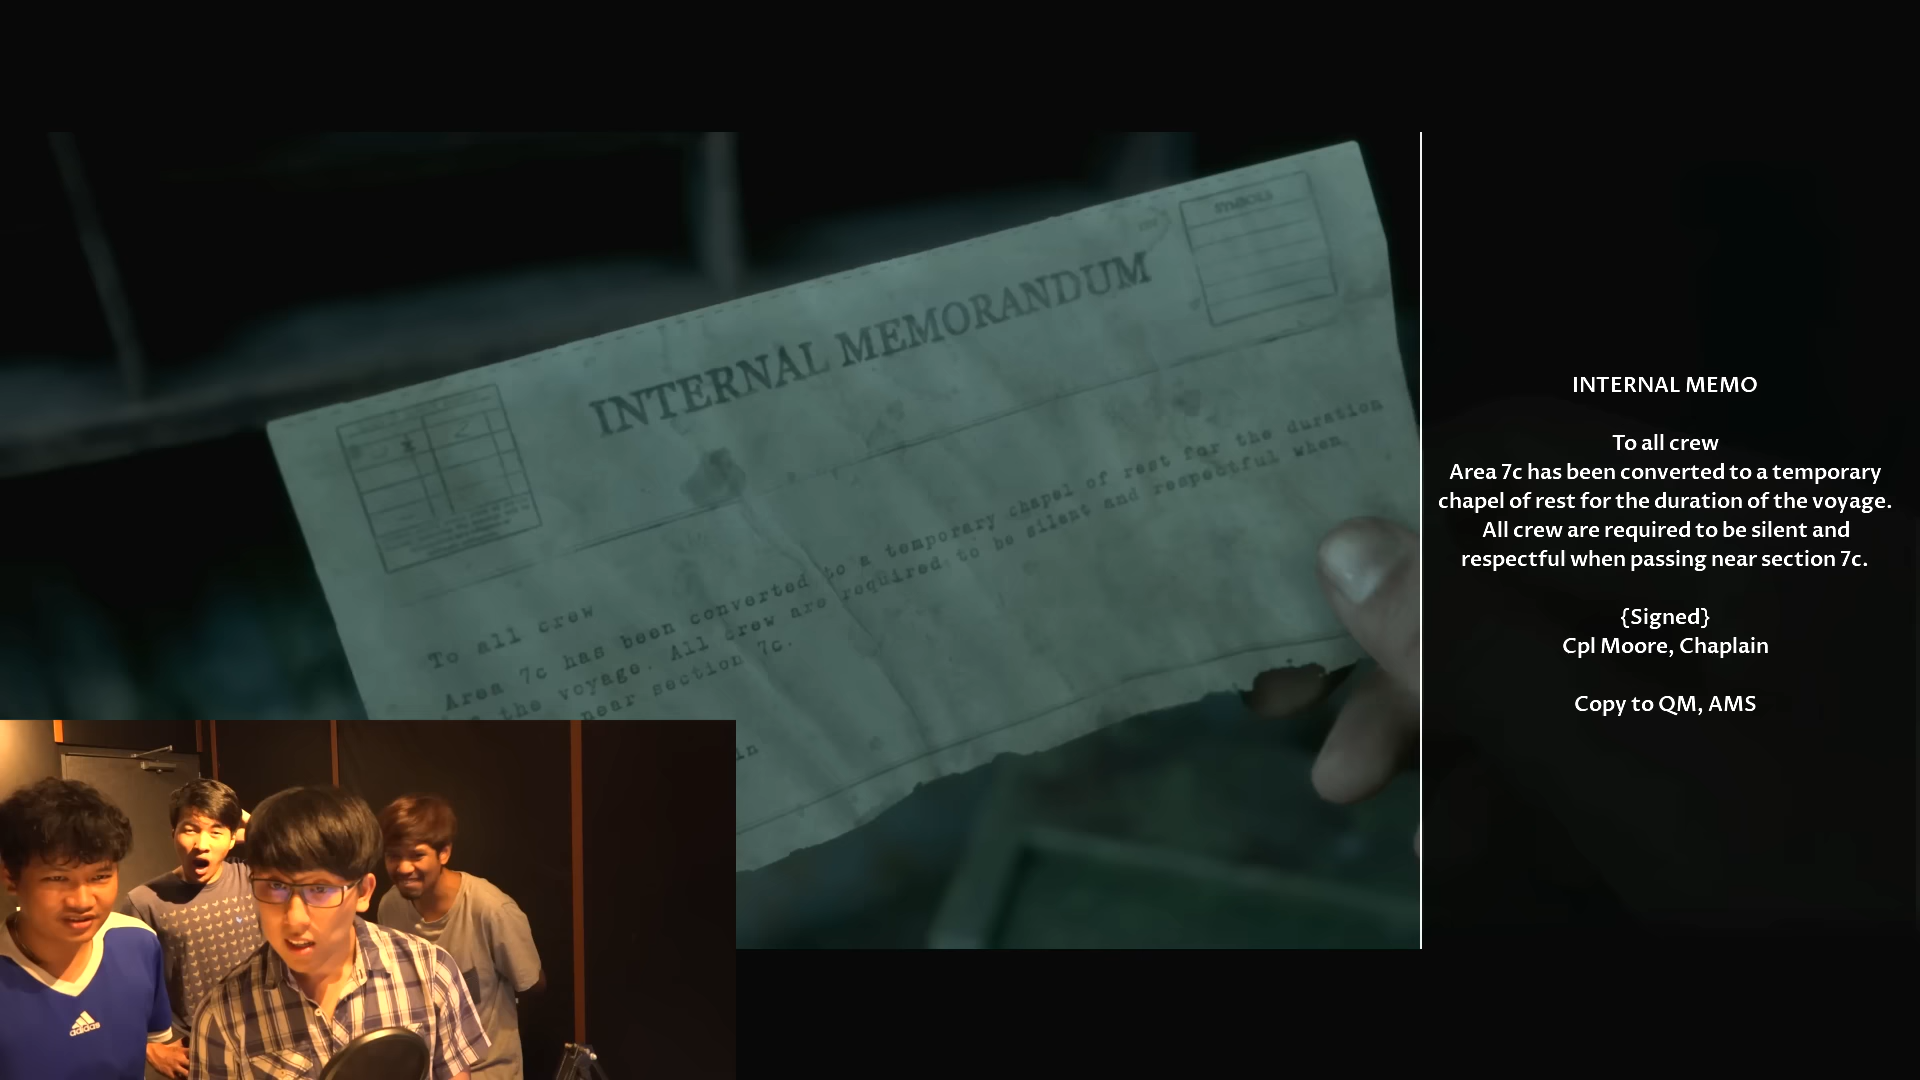 SYMBOLS
INTERNAL MEMORANDUM
To all crew
Area 7c has been converted to a temporary chapel of rest for the duration
the voyage. All crew are required to be silent and respectful when
near section 7c.
in
INTERNAL MEMO
To all crew
Area 7c has been converted to a temporary
chapel of rest for the duration of the voyage.
All crew are required to be silent and
respectful when passing near section 7c.
{Signed}
Cpl Moore, Chaplain
Copy to QM, AMS
adidas